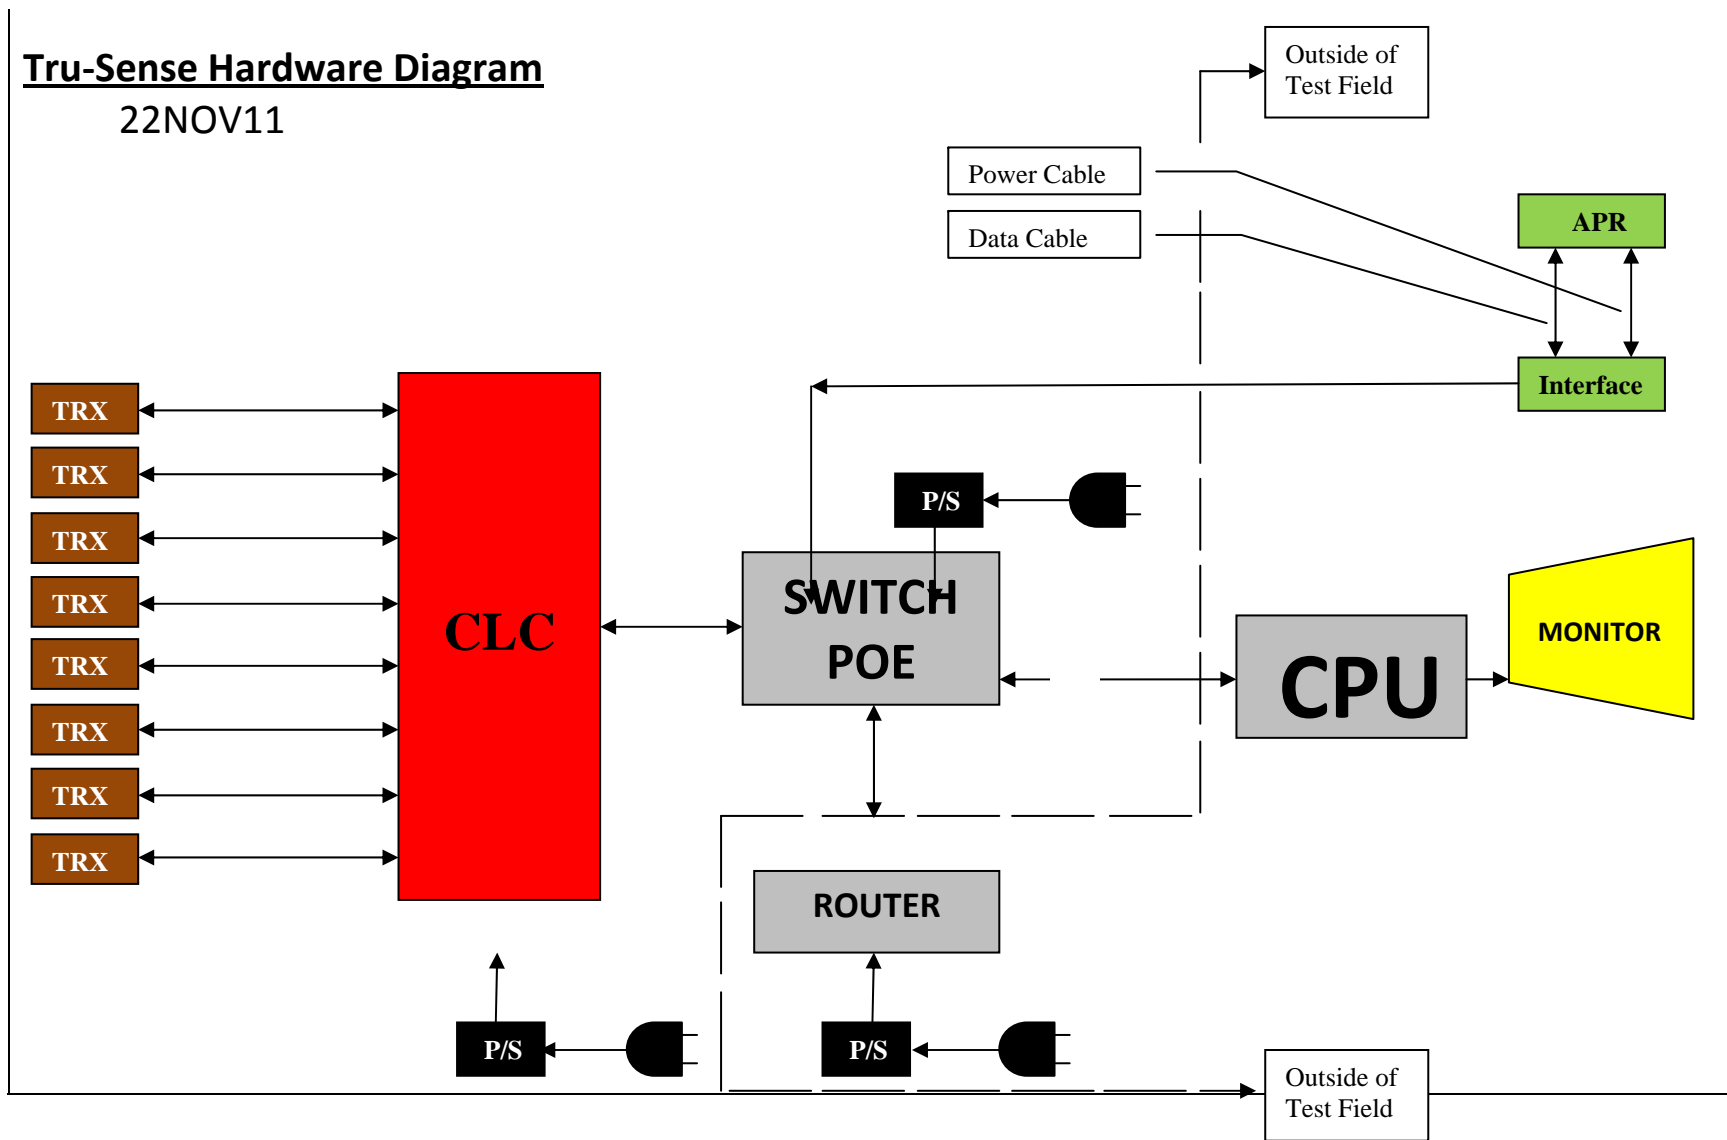 Tru-Sense Hardware Diagram
22NOV11
Outside of
Test Field
Power Cable
Data Cable
APR
Interface
TRX
TRX
TRX
TRX
TRX
TRX
TRX
TRX
CLC
P/S
SWITCH
POE
CPU
MONITOR
ROUTER
P/S
P/S
Outside of
Test Field